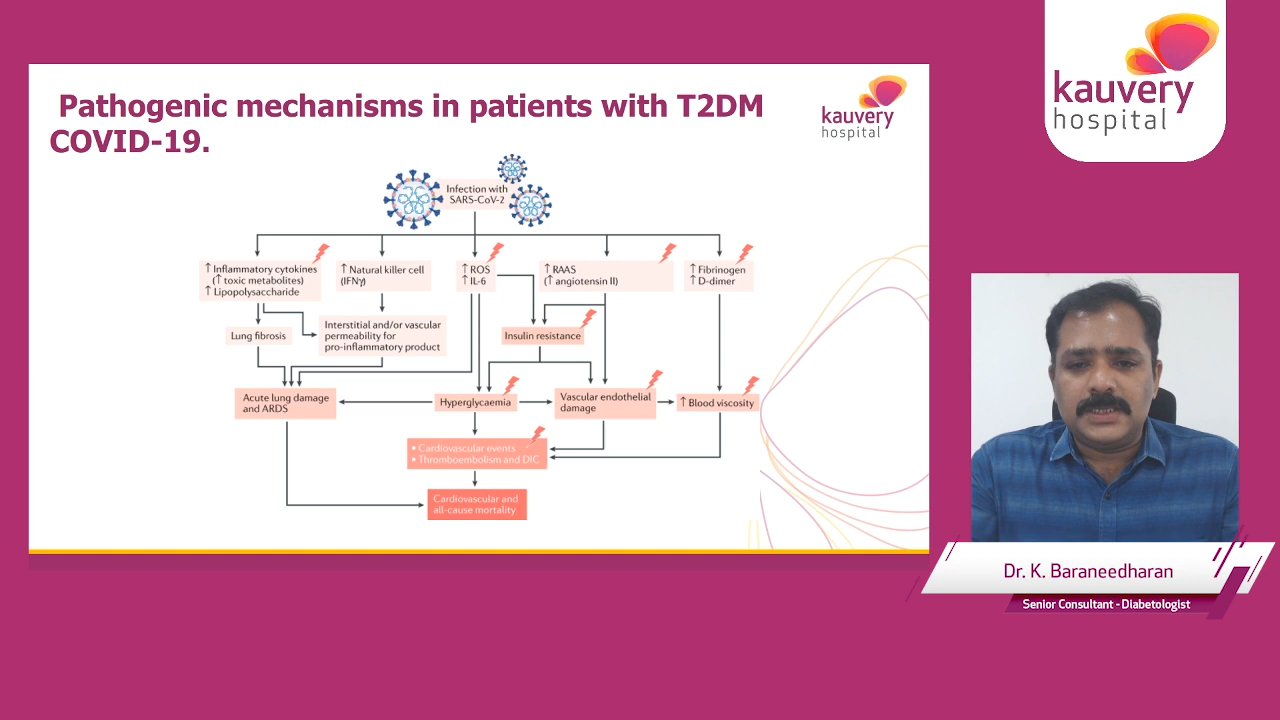 Pathogenic mechanisms in patients with T2DM
COVID-19.
kauvery
hospital
Infection with
SARS-CoV-2
↑ Inflammatory cytokines
(↑ toxic metabolites)
↑ Lipopolysaccharide
↑ Natural killer cell
(IFNγ)
↑ ROS
↑ IL-6
↑ RAAS
(↑ angiotensin II)
↑ Fibrinogen
↑ D-dimer
Lung fibrosis
Interstitial and/or vascular
permeability for
pro-inflammatory product
Insulin resistance
Acute lung damage
and ARDS
Hyperglycaemia
Vascular endothelial
damage
↑ Blood viscosity
• Cardiovascular events
• Thromboembolism and DIC
Cardiovascular and
all-cause mortality
kauvery
hospital
Dr. K. Baraneedharan
Senior Consultant - Diabetologist